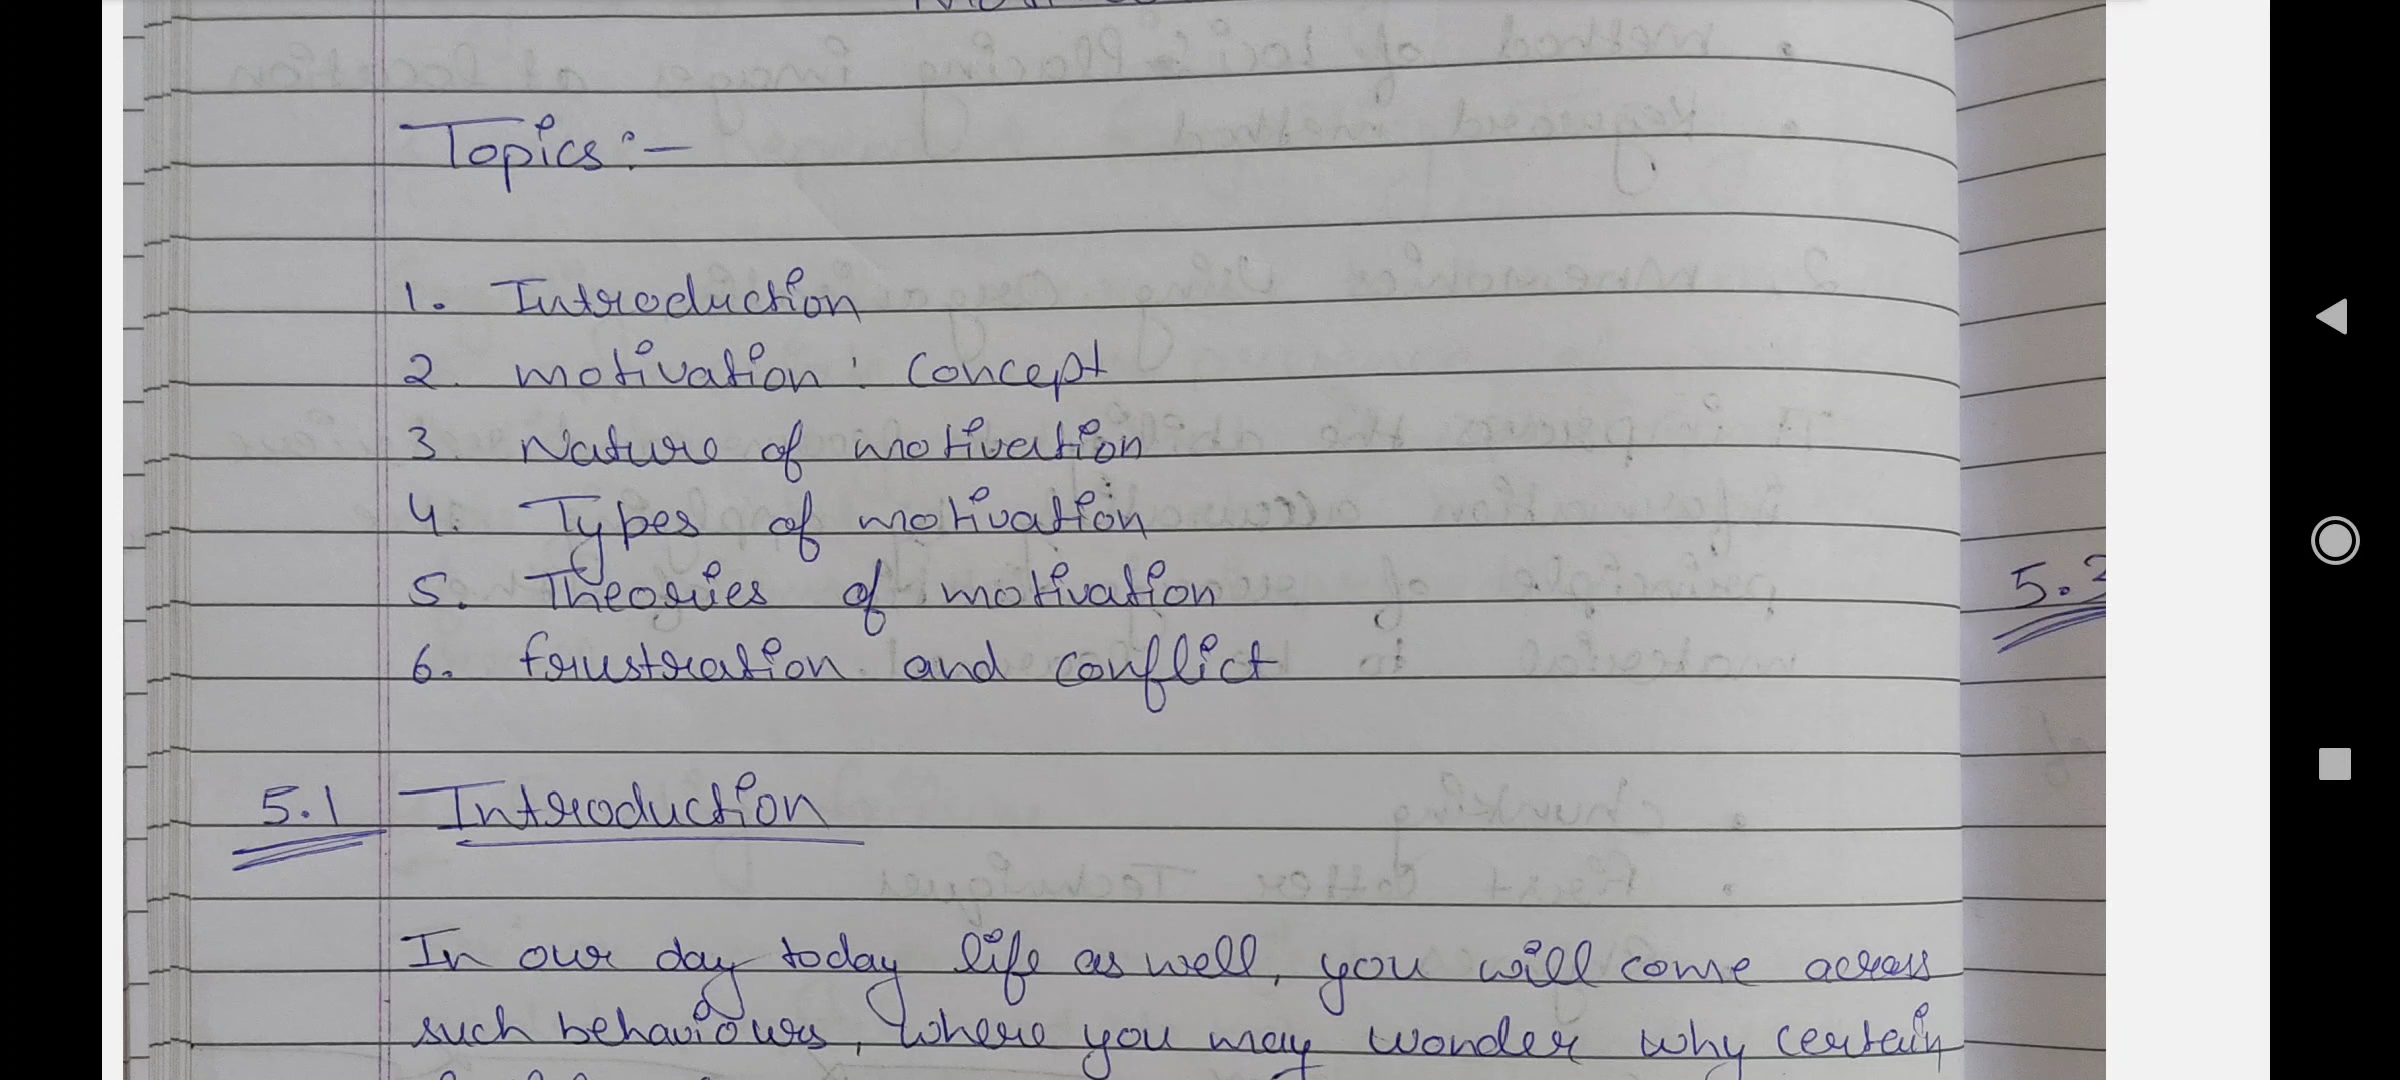 Topics :-
1. Introduction
2. motivation : concept
3. Nature of motivation
4. Types of motivation
5. Theories of motivation
6. frustration and conflict
5.1 Introduction
In our day today life as well, you will come across
such behaviours, where you may wonder why certain